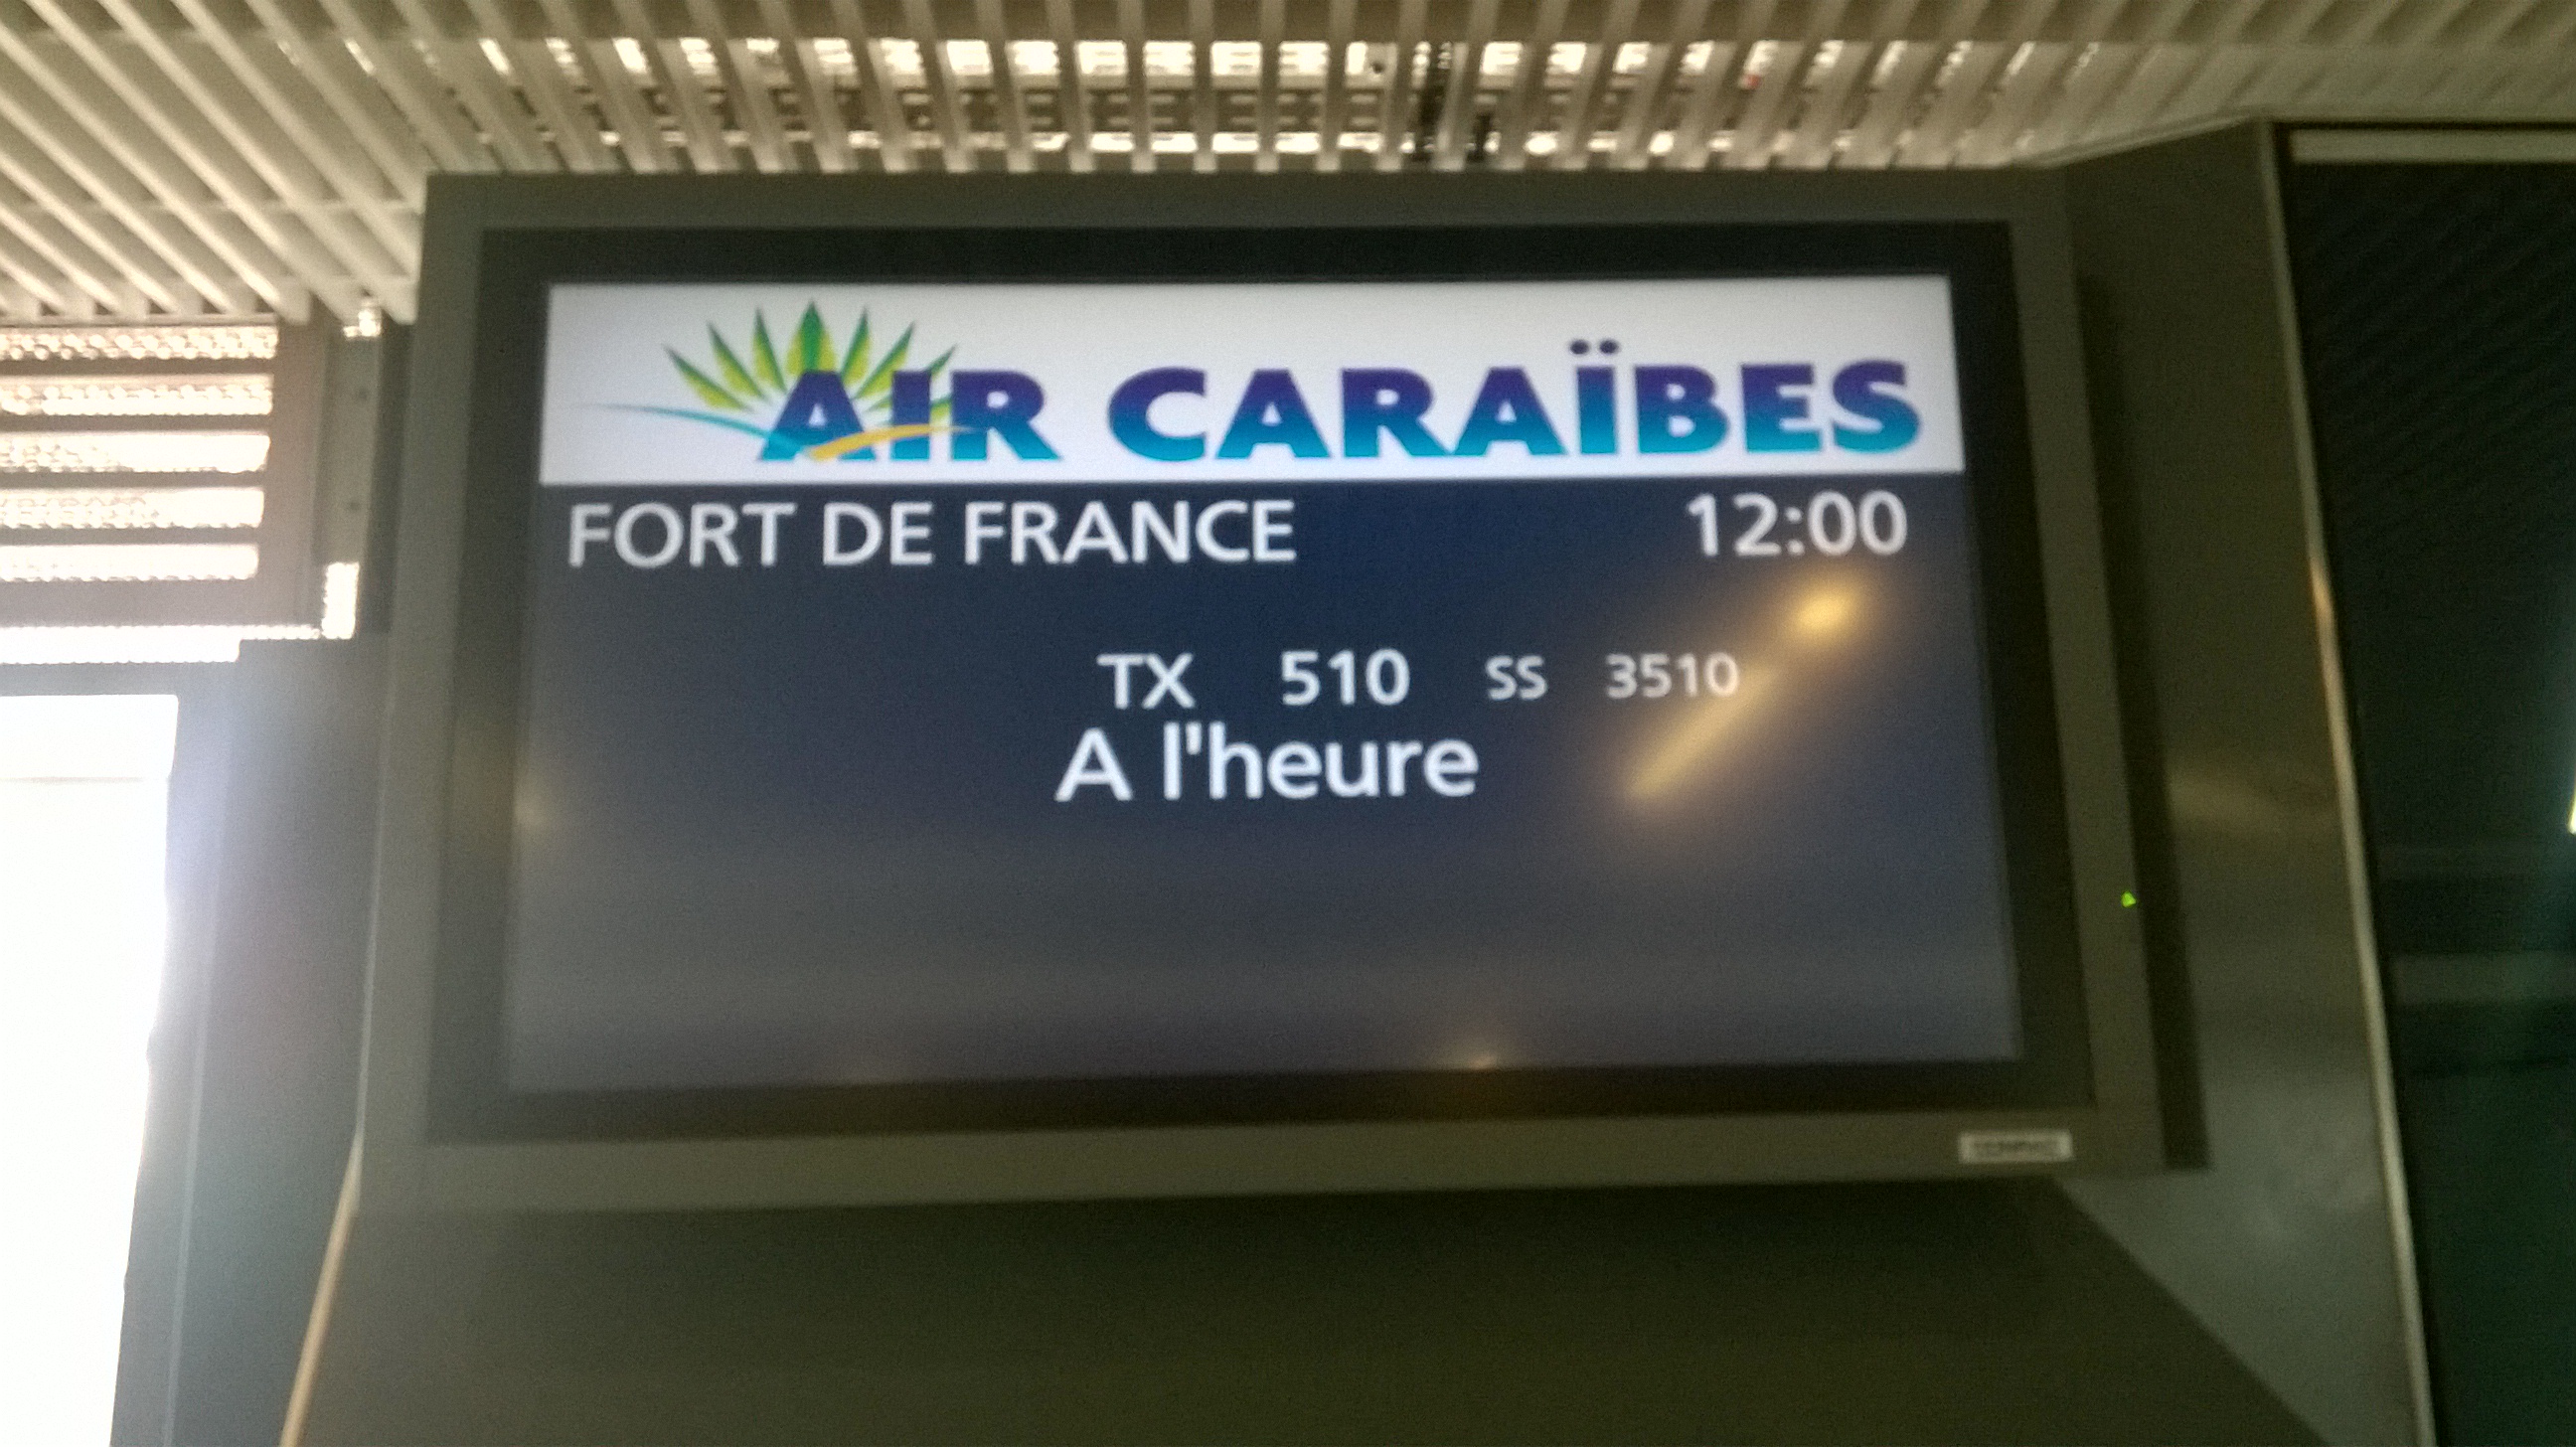 AIR CARAÏBES
FORT DE FRANCE 12:00
TX 510 SS 3510
A l'heure